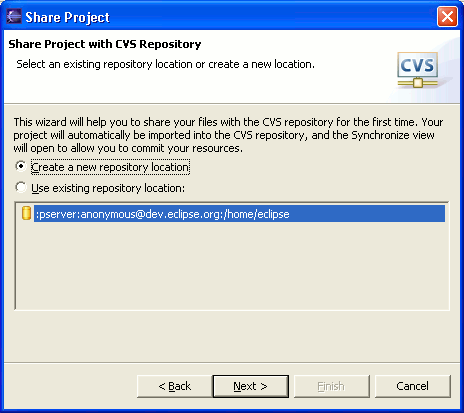 Share Project
Share Project with CVS Repository
Select an existing repository location or create a new location.
CVS
This wizard will help you to share your files with the CVS repository for the first time. Your
project will automatically be imported into the CVS repository, and the Synchronize view
will open to allow you to commit your resources.
Create a new repository location
Use existing repository location:
:pserver:anonymous@dev.eclipse.org:/home/eclipse
< Back Next > Finish Cancel